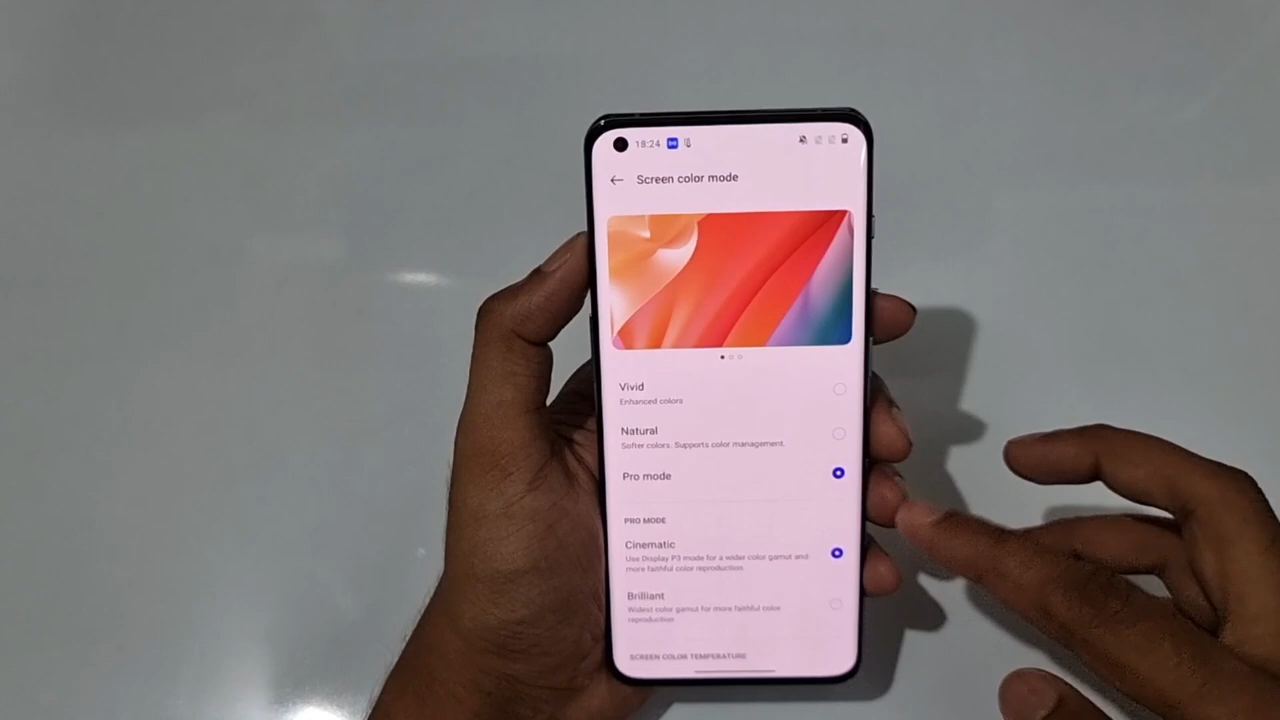 18:24
Screen color mode
Vivid
Enhanced colors
Natural
Softer colors. Supports color management.
Pro mode
PRO MODE
Cinematic
Use Display P3 mode for a wider color gamut and
more faithful color reproduction.
Brilliant
Widest color gamut for more faithful color
reproduction
SCREEN COLOR TEMPERATURE